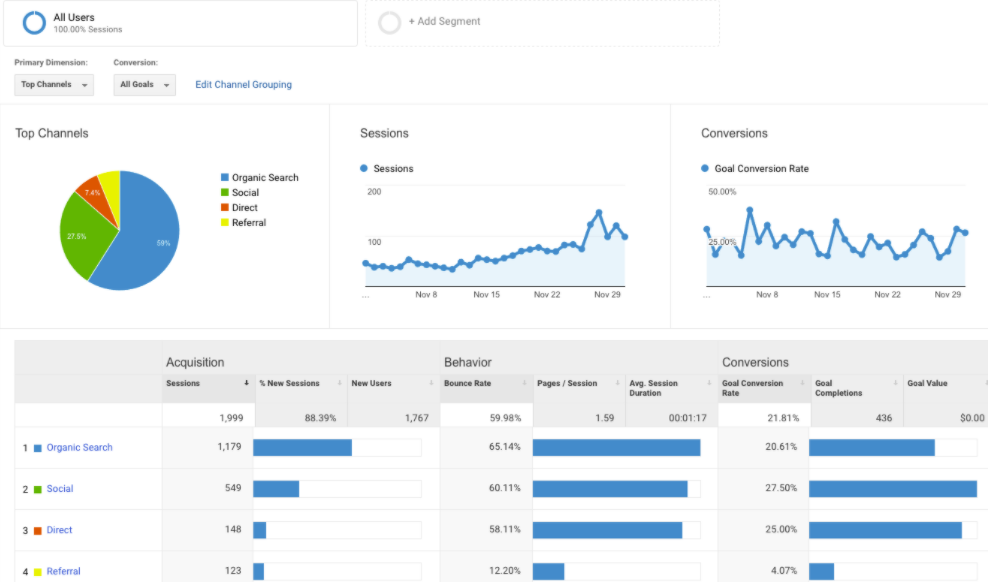 All Users
100.00% Sessions
+ Add Segment
Primary Dimension:
Conversion:
Top Channels
All Goals
Edit Channel Grouping
Top Channels
7.4%
27.5%
59%
Organic Search
Social
Direct
Referral
Sessions
Sessions
200
100
...
Nov 8
Nov 15
Nov 22
Nov 29
Conversions
Goal Conversion Rate
50.00%
25.00%
...
Nov 8
Nov 15
Nov 22
Nov 29
Acquisition Behavior Conversions
Sessions % New Sessions New Users Bounce Rate Pages / Session Avg. Session Duration Goal Conversion Rate Goal Completions Goal Value
1,999 88.39% 1,767 59.98% 1.59 00:01:17 21.81% 436 $0.00
1 Organic Search 1,179 65.14% 20.61%
2 Social 549 60.11% 27.50%
3 Direct 148 58.11% 25.00%
4 Referral 123 12.20% 4.07%